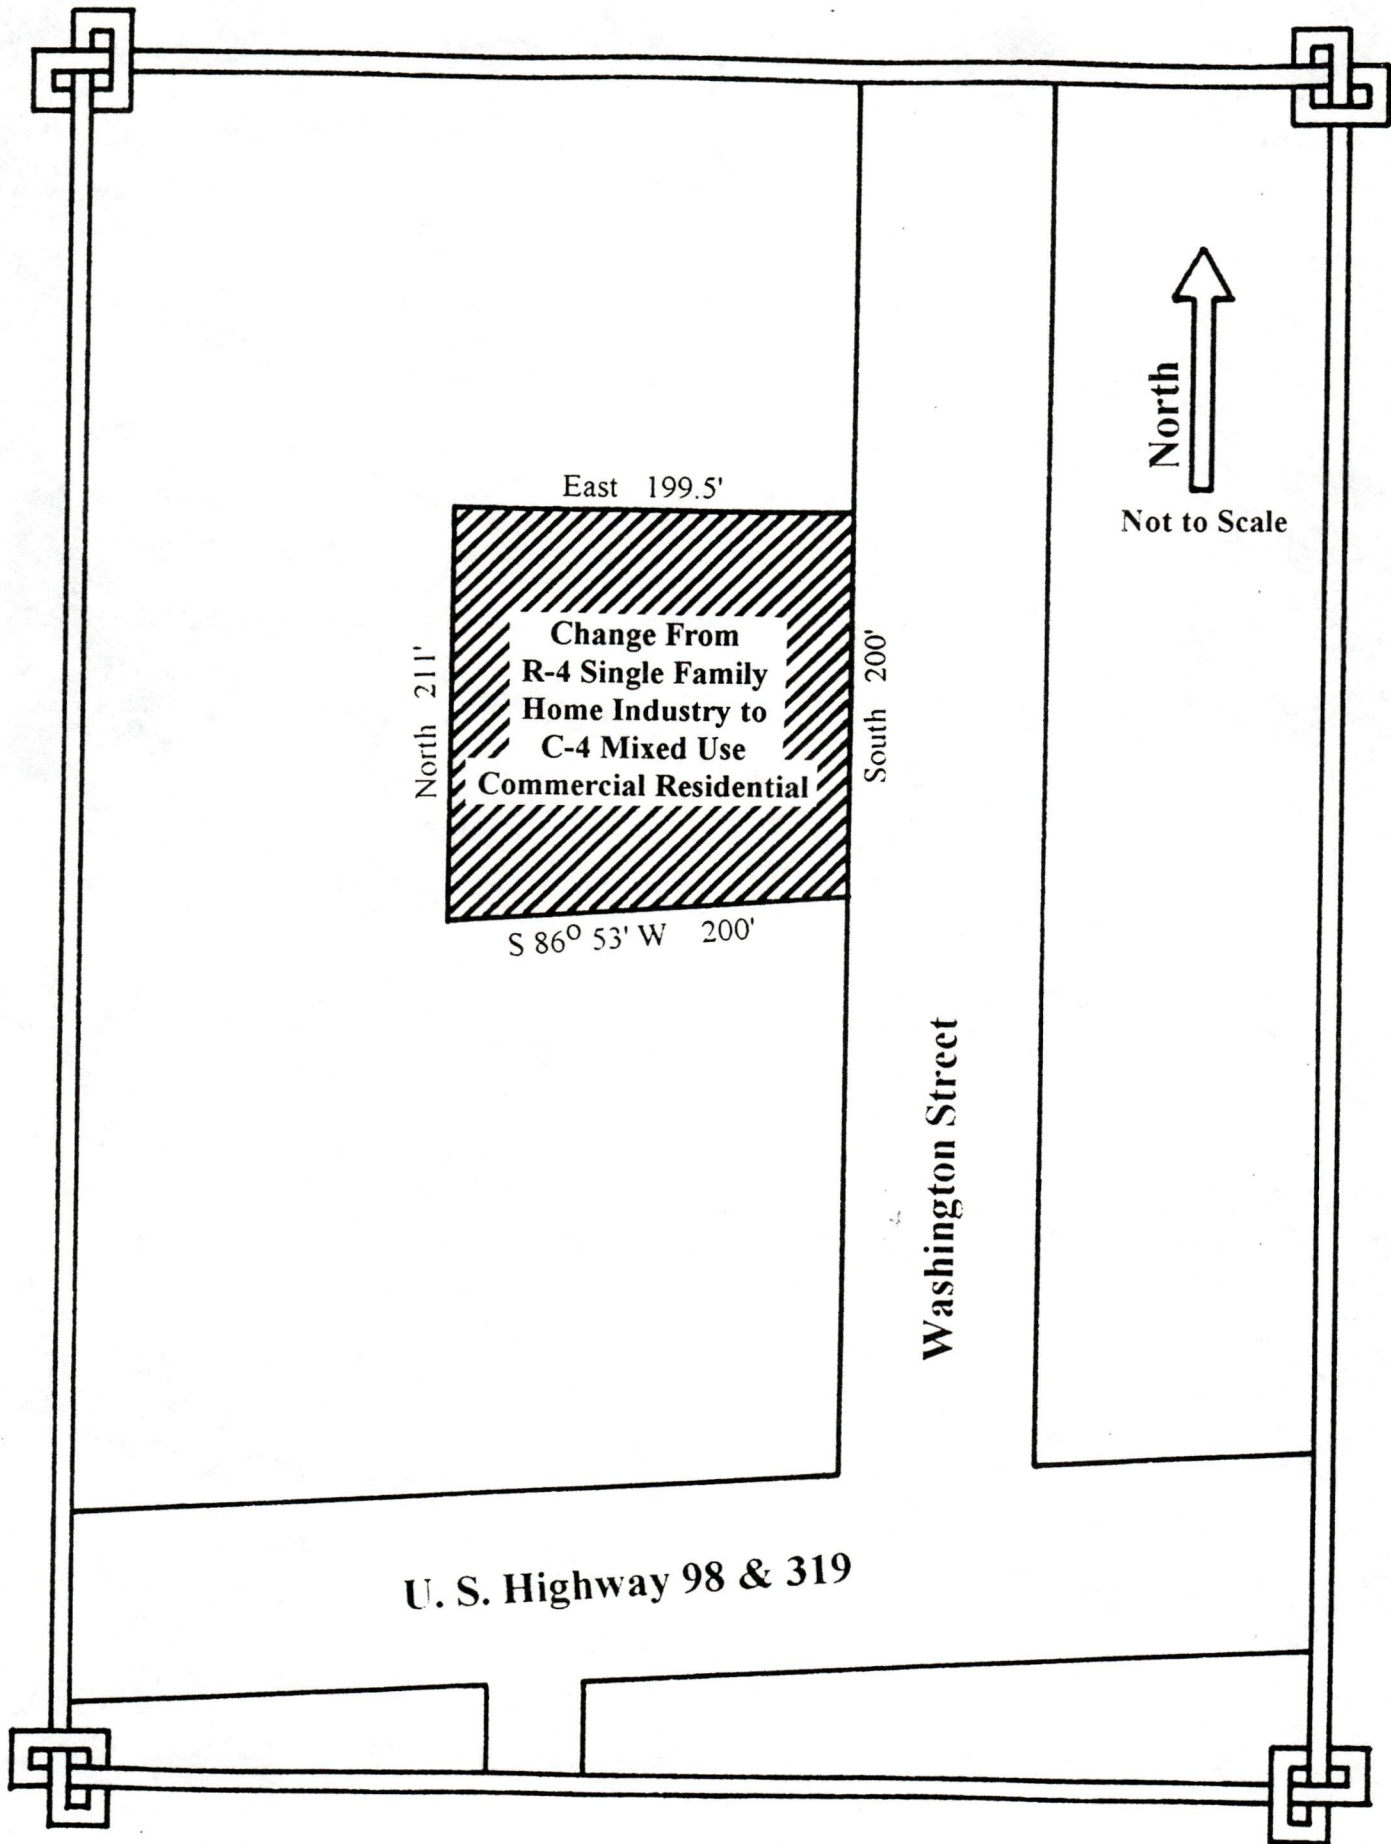 North
Not to Scale
East 199.5'
North 211'
Change From
R-4 Single Family
Home Industry to
C-4 Mixed Use
Commercial Residential
South 200'
S 86º 53' W 200'
Washington Street
U. S. Highway 98 & 319